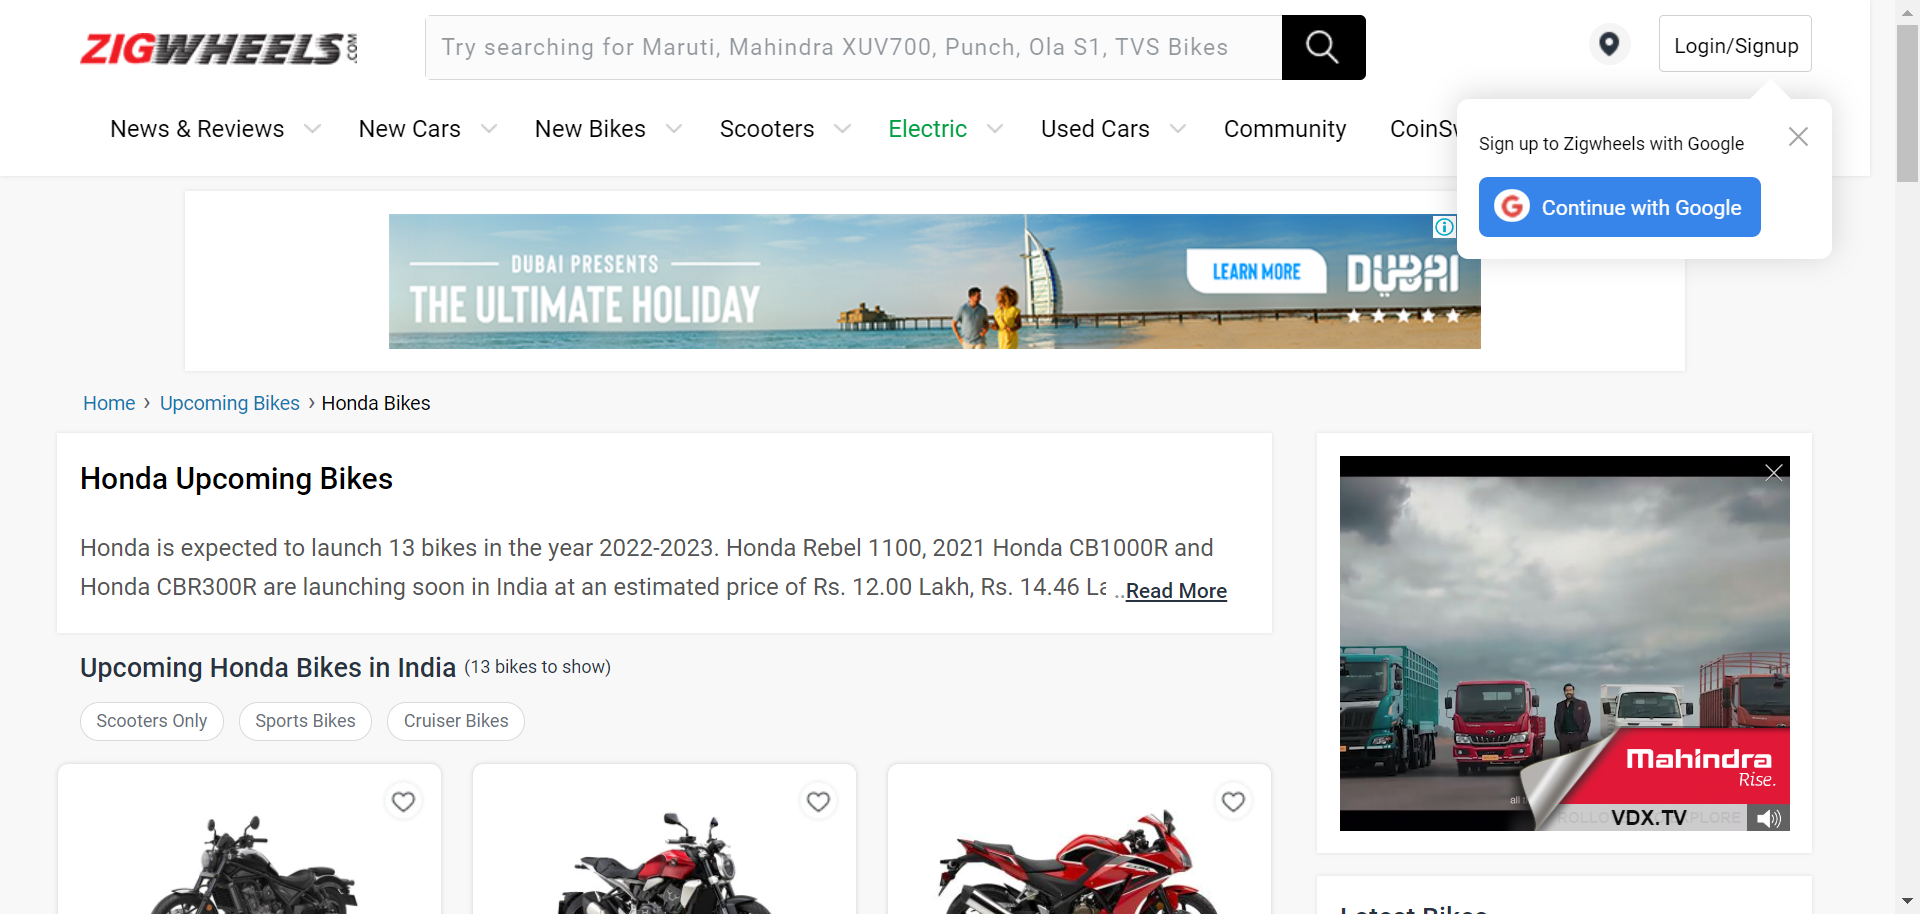 ZIGWHEELS.COM
Try searching for Maruti, Mahindra XUV700, Punch, Ola S1, TVS Bikes
Login/Signup
News & Reviews
New Cars
New Bikes
Scooters
Electric
Used Cars
Community
Sign up to Zigwheels with Google
Continue with Google
DUBAI PRESENTS
THE ULTIMATE HOLIDAY
LEARN MORE
DUBAI
Home › Upcoming Bikes › Honda Bikes
Honda Upcoming Bikes
Honda is expected to launch 13 bikes in the year 2022-2023. Honda Rebel 1100, 2021 Honda CB1000R and
Honda CBR300R are launching soon in India at an estimated price of Rs. 12.00 Lakh, Rs. 14.46 La ..Read More
Upcoming Honda Bikes in India (13 bikes to show)
Scooters Only
Sports Bikes
Cruiser Bikes
Mahindra
Rise.
all
VDX.TV
Latest Bikes